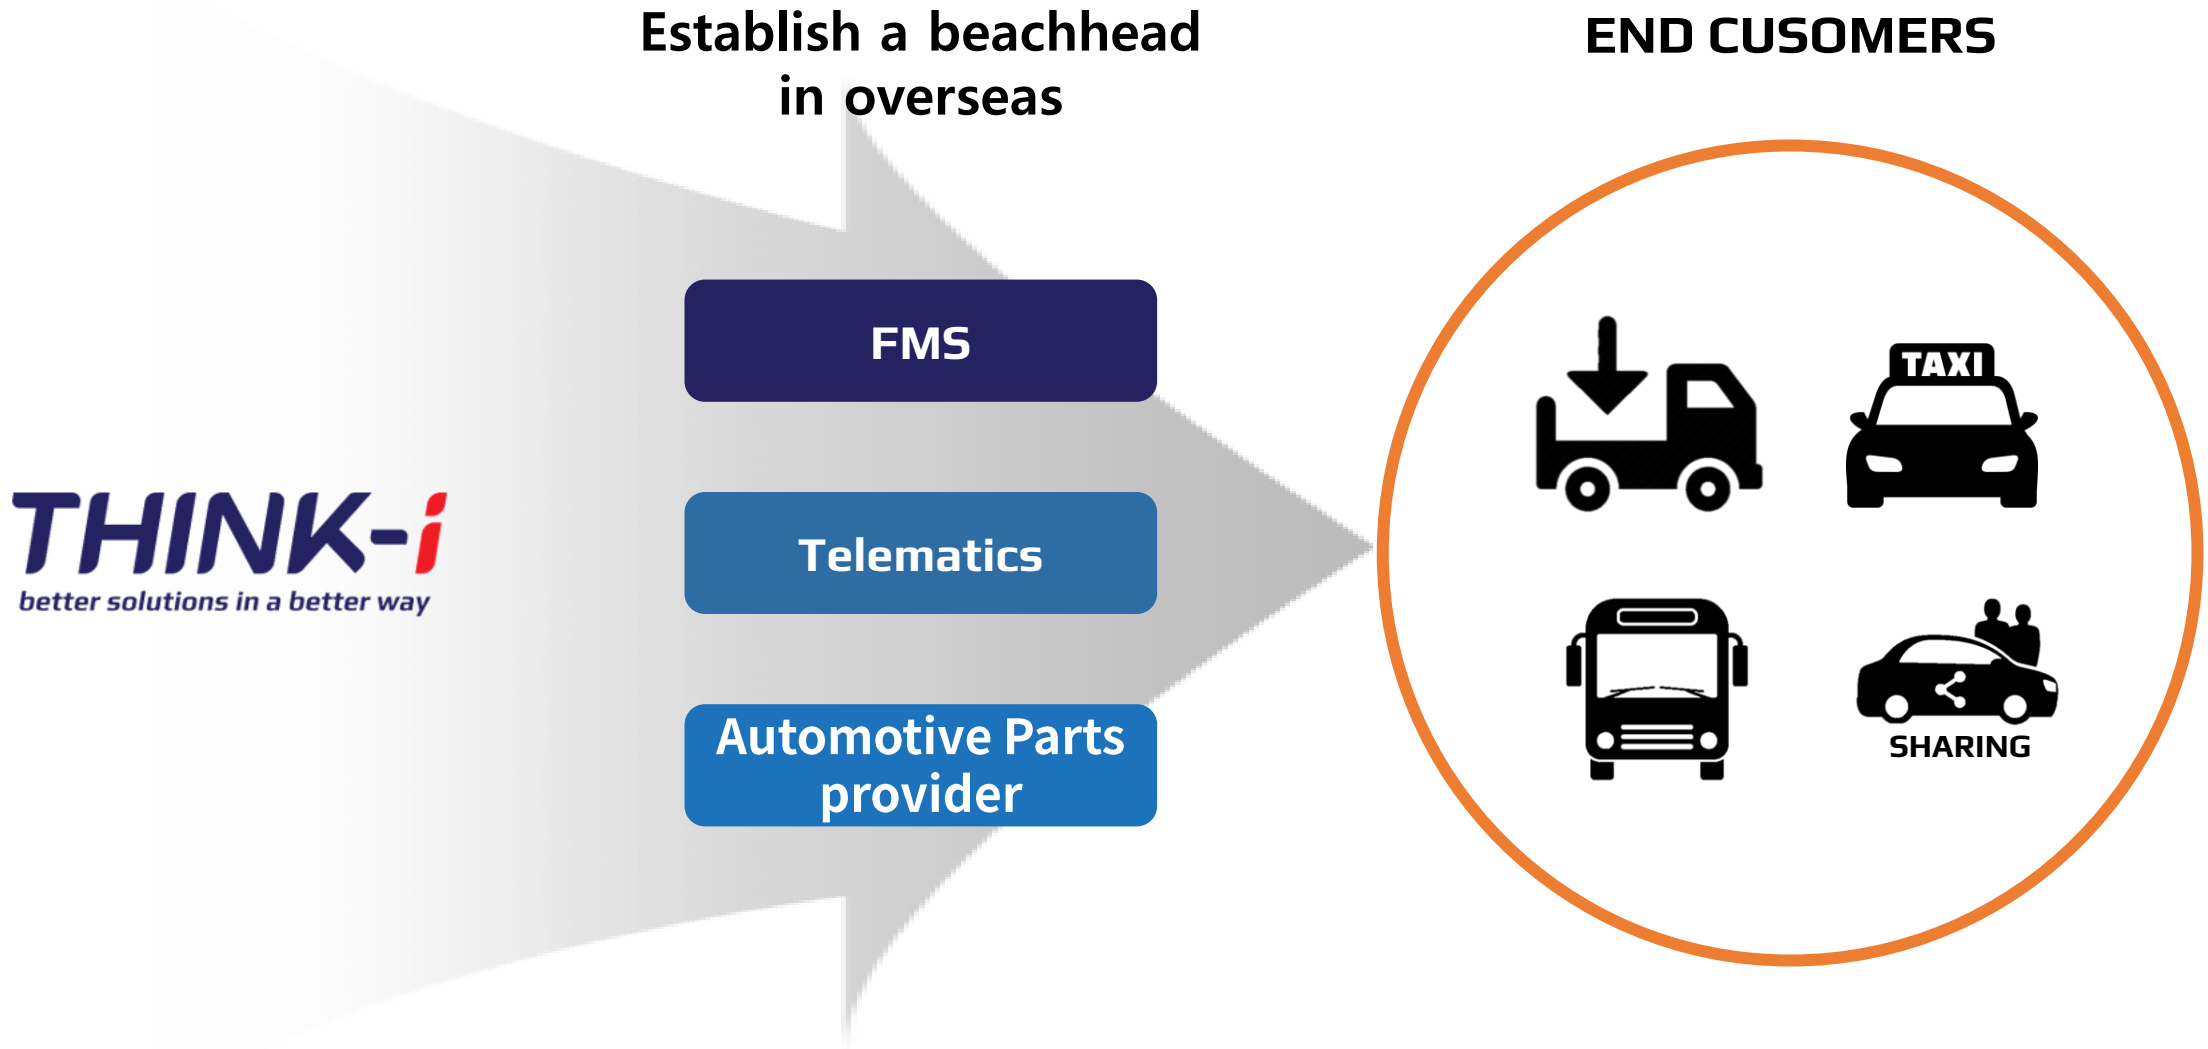 Establish a beachhead
in overseas
END CUSOMERS
THINK-i
better solutions in a better way
FMS
Telematics
Automotive Parts
provider
TAXI
SHARING